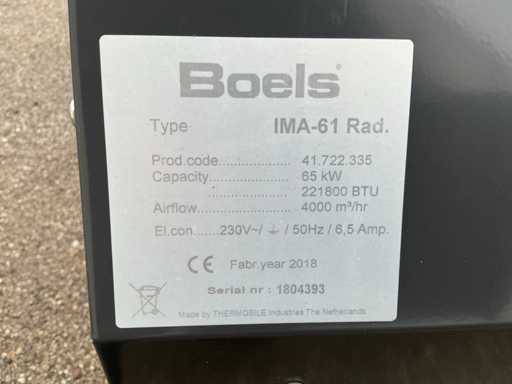 Boels
Type IMA-61 Rad.
Prod.code.................. 41.722.335
Capacity..................... 65 kW
..................... 221800 BTU
Airflow........................ 4000 m³/hr
El.con.......230V~/⏚/50Hz/6,5 Amp.
CE Fabr.year 2018
Serial nr : 1804393
Made by THERMOBILE Industries The Netherlands